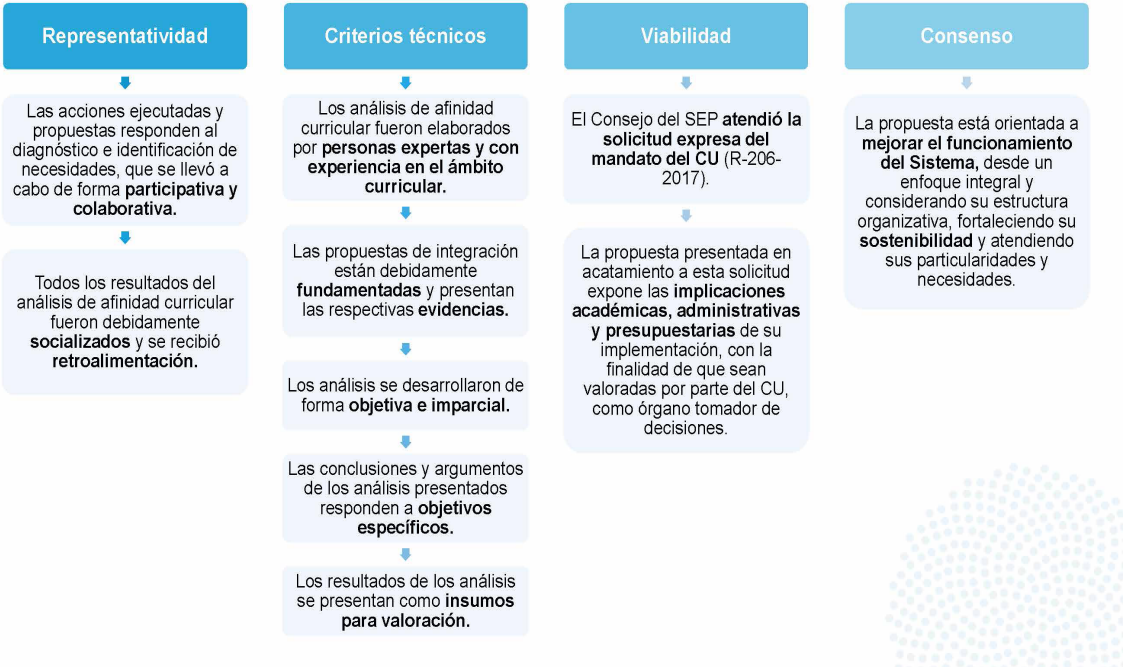 Representatividad
Las acciones ejecutadas y
propuestas responden al
diagnóstico e identificación de
necesidades, que se llevó a
cabo de forma participativa y
colaborativa.
Todos los resultados del
análisis de afinidad curricular
fueron debidamente
socializados y se recibió
retroalimentación.
Criterios técnicos
Los análisis de afinidad
curricular fueron elaborados
por personas expertas y con
experiencia en el ámbito
curricular.
Las propuestas de integración
están debidamente
fundamentadas y presentan
las respectivas evidencias.
Los análisis se desarrollaron de
forma objetiva e imparcial.
Las conclusiones y argumentos
de los análisis presentados
responden a objetivos
específicos.
Los resultados de los análisis
se presentan como insumos
para valoración.
Viabilidad
El Consejo del SEP atendió la
solicitud expresa del
mandato del CU (R-206-
2017).
La propuesta presentada en
acatamiento a esta solicitud
expone las implicaciones
académicas, administrativas
y presupuestarias de su
implementación, con la
finalidad de que sean
valoradas por parte del CU,
como órgano tomador de
decisiones.
Consenso
La propuesta está orientada a
mejorar el funcionamiento
del Sistema, desde un
enfoque integral y
considerando su estructura
organizativa, fortaleciendo su
sostenibilidad y atendiendo
sus particularidades y
necesidades.